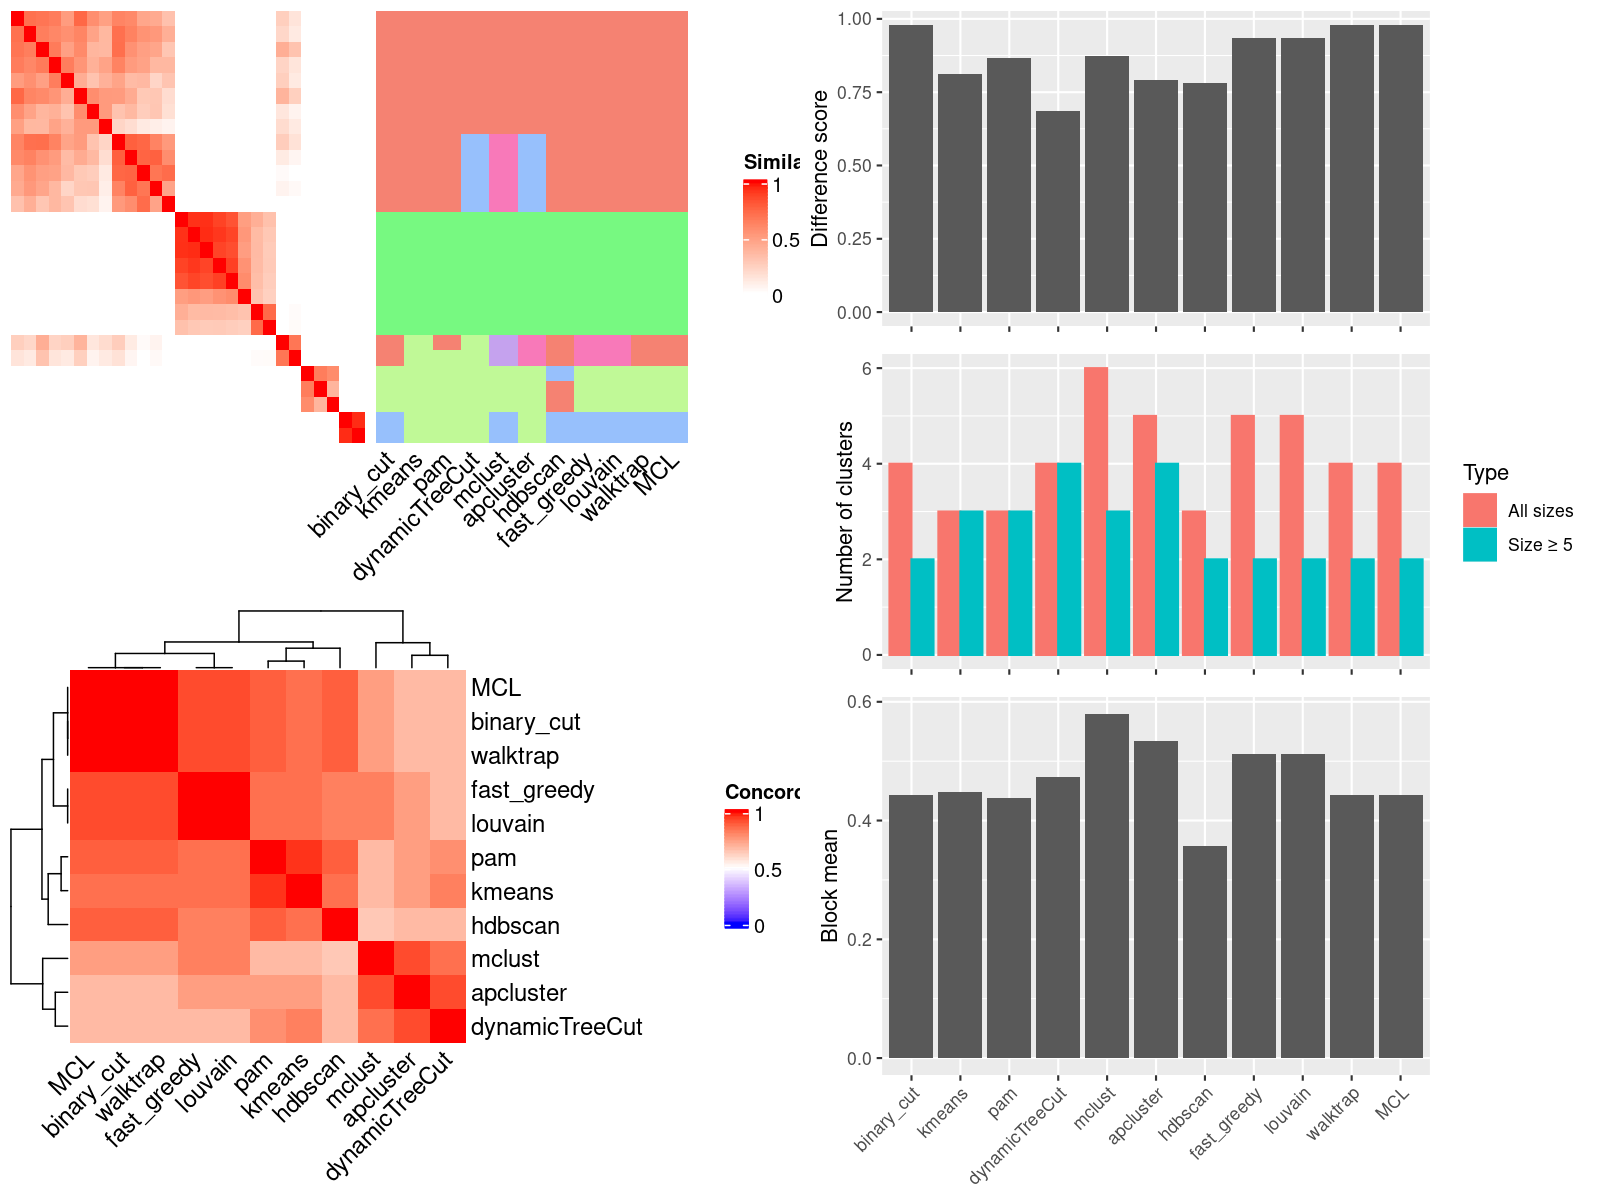 Simila
1
0.5
0
binary_cut
kmeans
pam
dynamicTreeCut
mclust
apcluster
hdbscan
fast_greedy
louvain
walktrap
MCL
MCL
binary_cut
walktrap
fast_greedy
louvain
pam
kmeans
hdbscan
mclust
apcluster
dynamicTreeCut
MCL
binary_cut
walktrap
fast_greedy
louvain
pam
kmeans
hdbscan
mclust
apcluster
dynamicTreeCut
Concord
1
0.5
0
Difference score
1.00
0.75
0.50
0.25
0.00
Number of clusters
6
4
2
0
Type
All sizes
Size ≥ 5
Block mean
0.6
0.4
0.2
0.0
binary_cut
kmeans
pam
dynamicTreeCut
mclust
apcluster
hdbscan
fast_greedy
louvain
walktrap
MCL